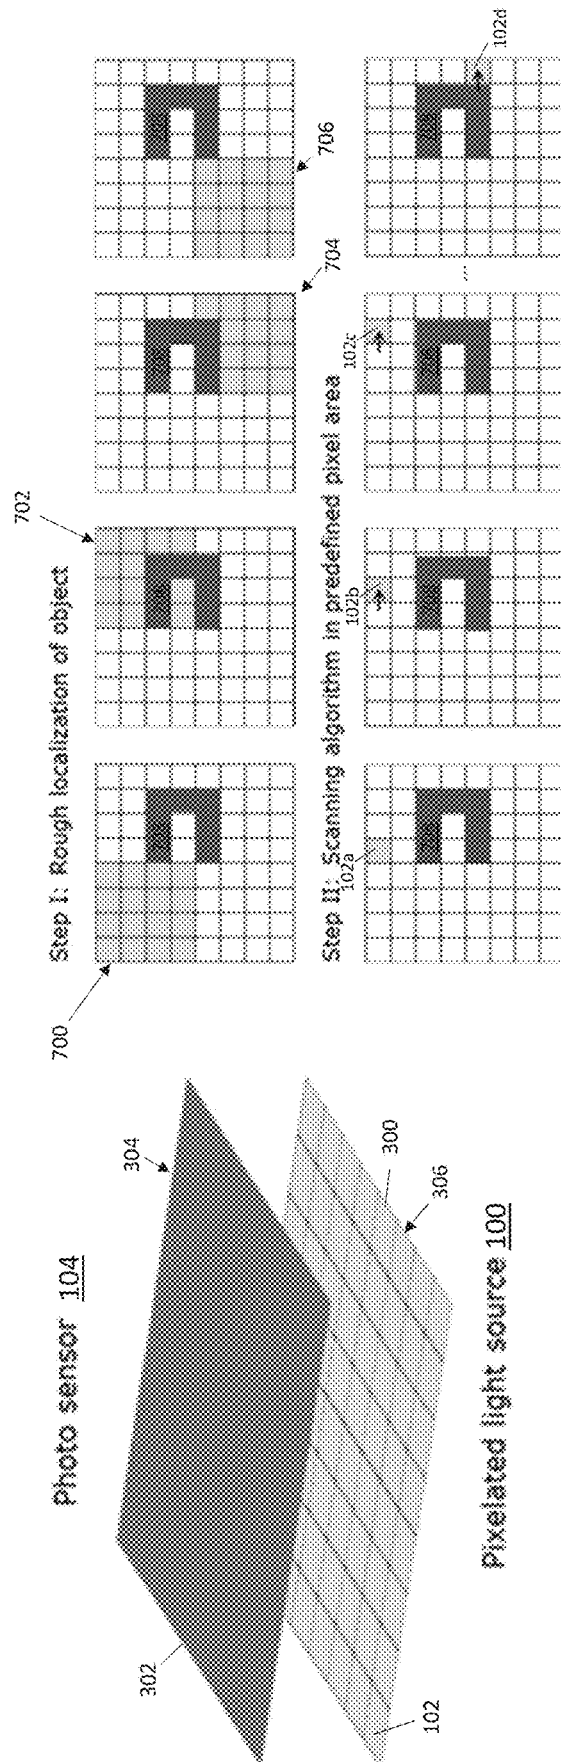 Photo sensor 104
304
302
102
300
306
Pixelated light source 100
Step I: Rough localization of object
700
702
704
706
Step II: Scanning algorithm in predefined pixel area
102a
102b
102c
...
102d